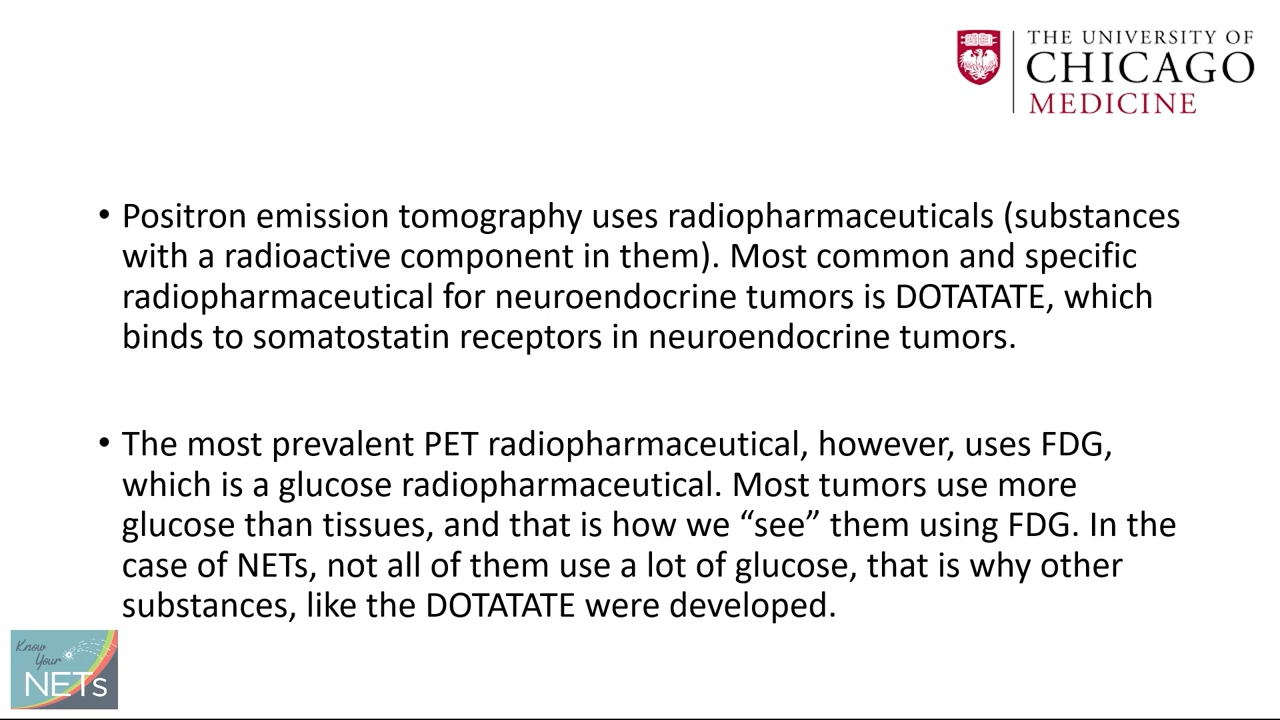 THE UNIVERSITY OF
CHICAGO
MEDICINE
• Positron emission tomography uses radiopharmaceuticals (substances
with a radioactive component in them). Most common and specific
radiopharmaceutical for neuroendocrine tumors is DOTATATE, which
binds to somatostatin receptors in neuroendocrine tumors.
• The most prevalent PET radiopharmaceutical, however, uses FDG,
which is a glucose radiopharmaceutical. Most tumors use more
glucose than tissues, and that is how we “see” them using FDG. In the
case of NETs, not all of them use a lot of glucose, that is why other
substances, like the DOTATATE were developed.
Know
Your
NETs